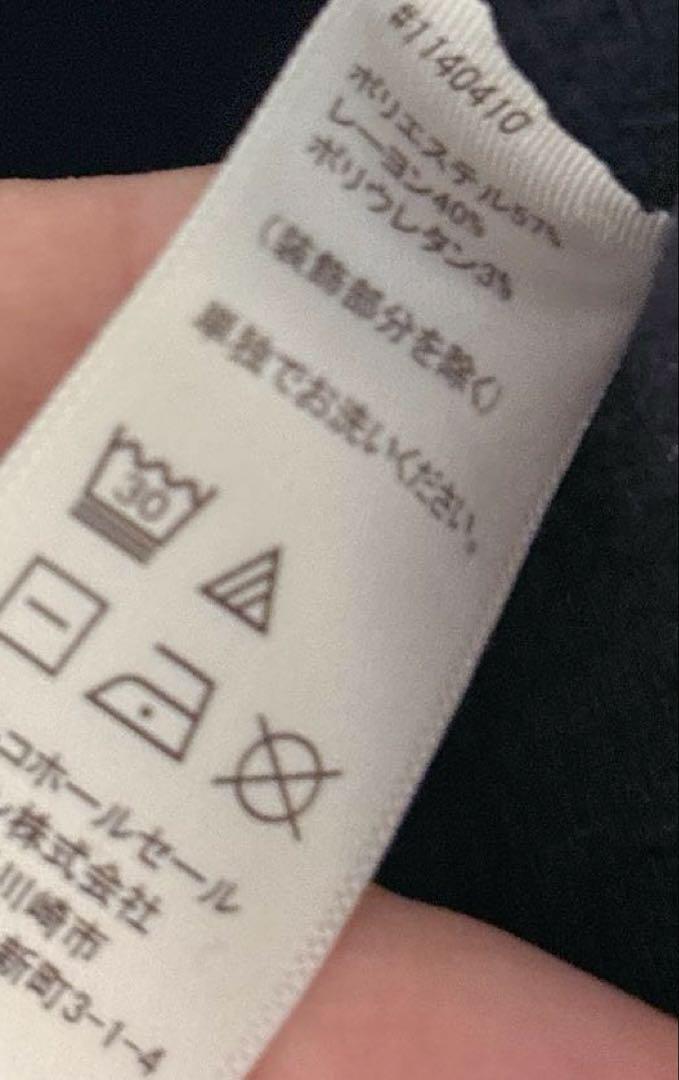 #1140410
ポリエステル57%
レーヨン40%
ポリウレタン3%
(装飾部分を除く)
単独でお洗いください。
30
コホールセール
ン株式会社
川崎市
新町3-1-4